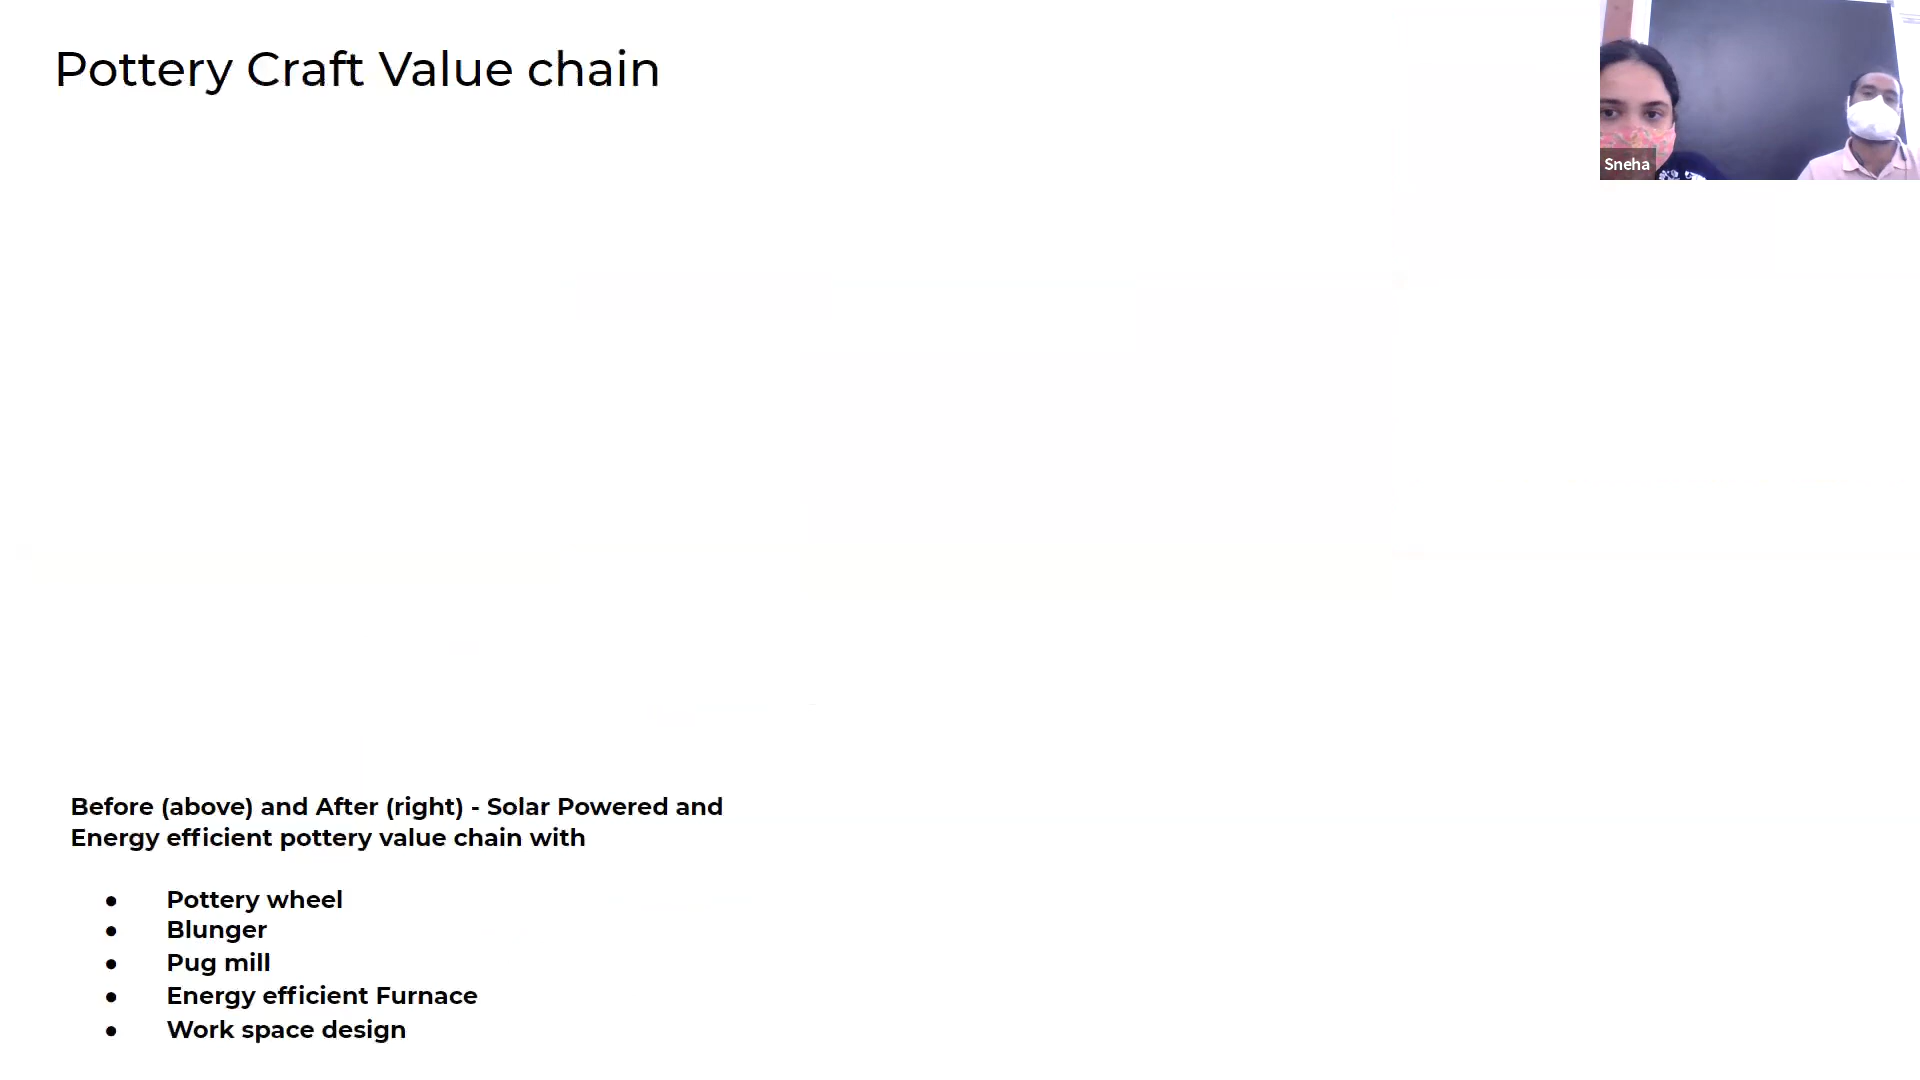 Pottery Craft Value chain
Sneha
Before (above) and After (right) - Solar Powered and
Energy efficient pottery value chain with
● Pottery wheel
● Blunger
● Pug mill
● Energy efficient Furnace
● Work space design